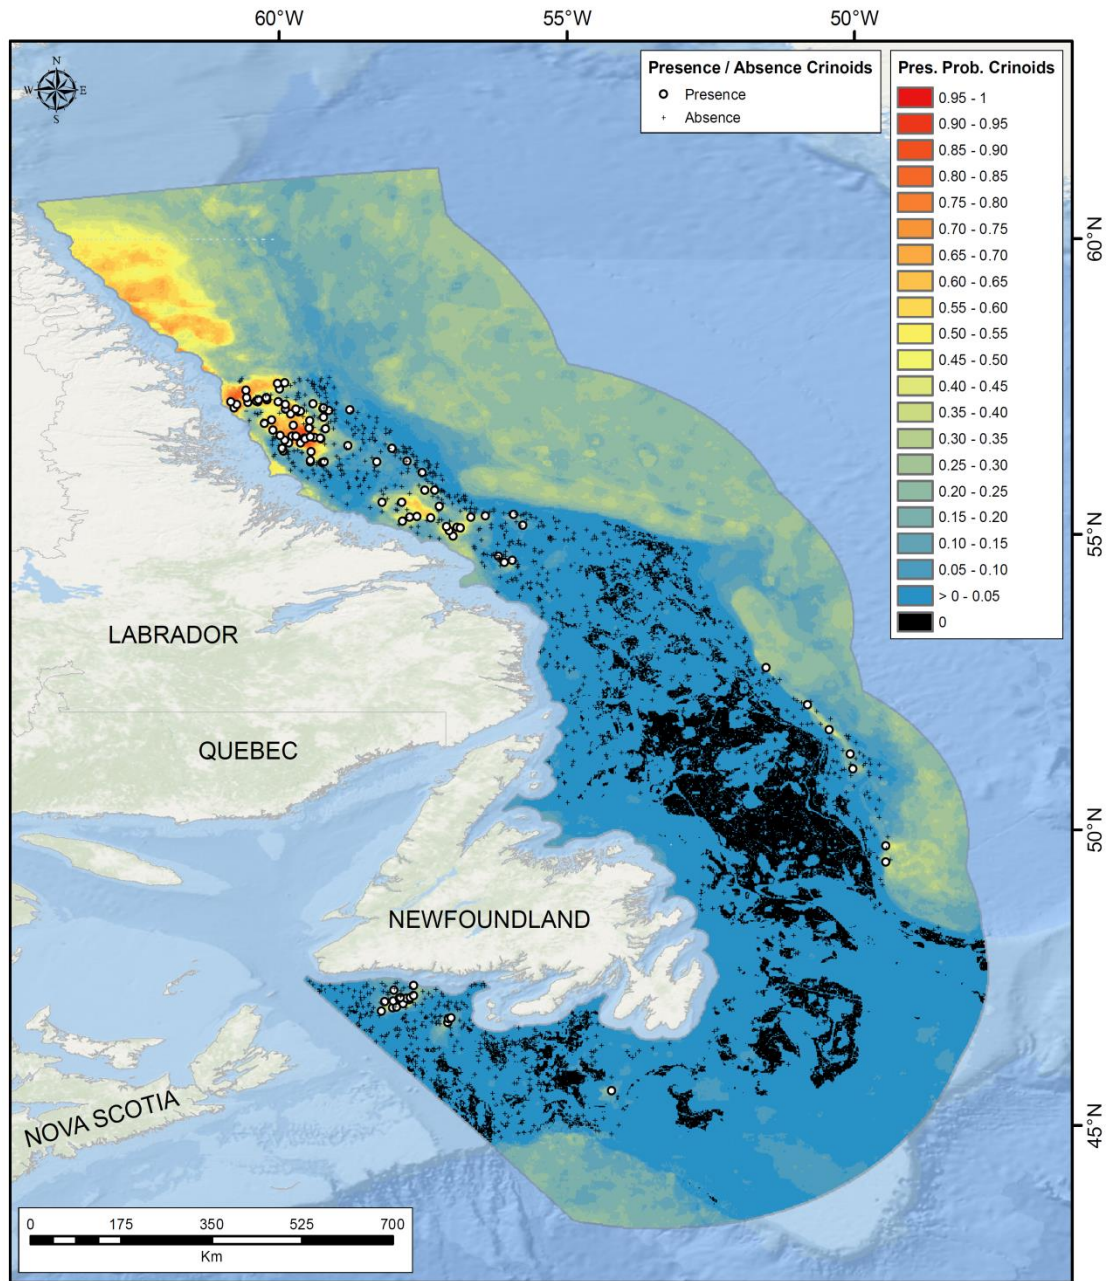 60°W 55°W 50°W
N
W E
S
Presence / Absence Crinoids
Presence
Absence
Pres. Prob. Crinoids
0.95 - 1
0.90 - 0.95
0.85 - 0.90
0.80 - 0.85
0.75 - 0.80
0.70 - 0.75
0.65 - 0.70
0.60 - 0.65
0.55 - 0.60
0.50 - 0.55
0.45 - 0.50
0.40 - 0.45
0.35 - 0.40
0.30 - 0.35
0.25 - 0.30
0.20 - 0.25
0.15 - 0.20
0.10 - 0.15
0.05 - 0.10
> 0 - 0.05
0
60°N
55°N
LABRADOR
QUEBEC
50°N
NEWFOUNDLAND
NOVA SCOTIA
45°N
0 175 350 525 700
Km